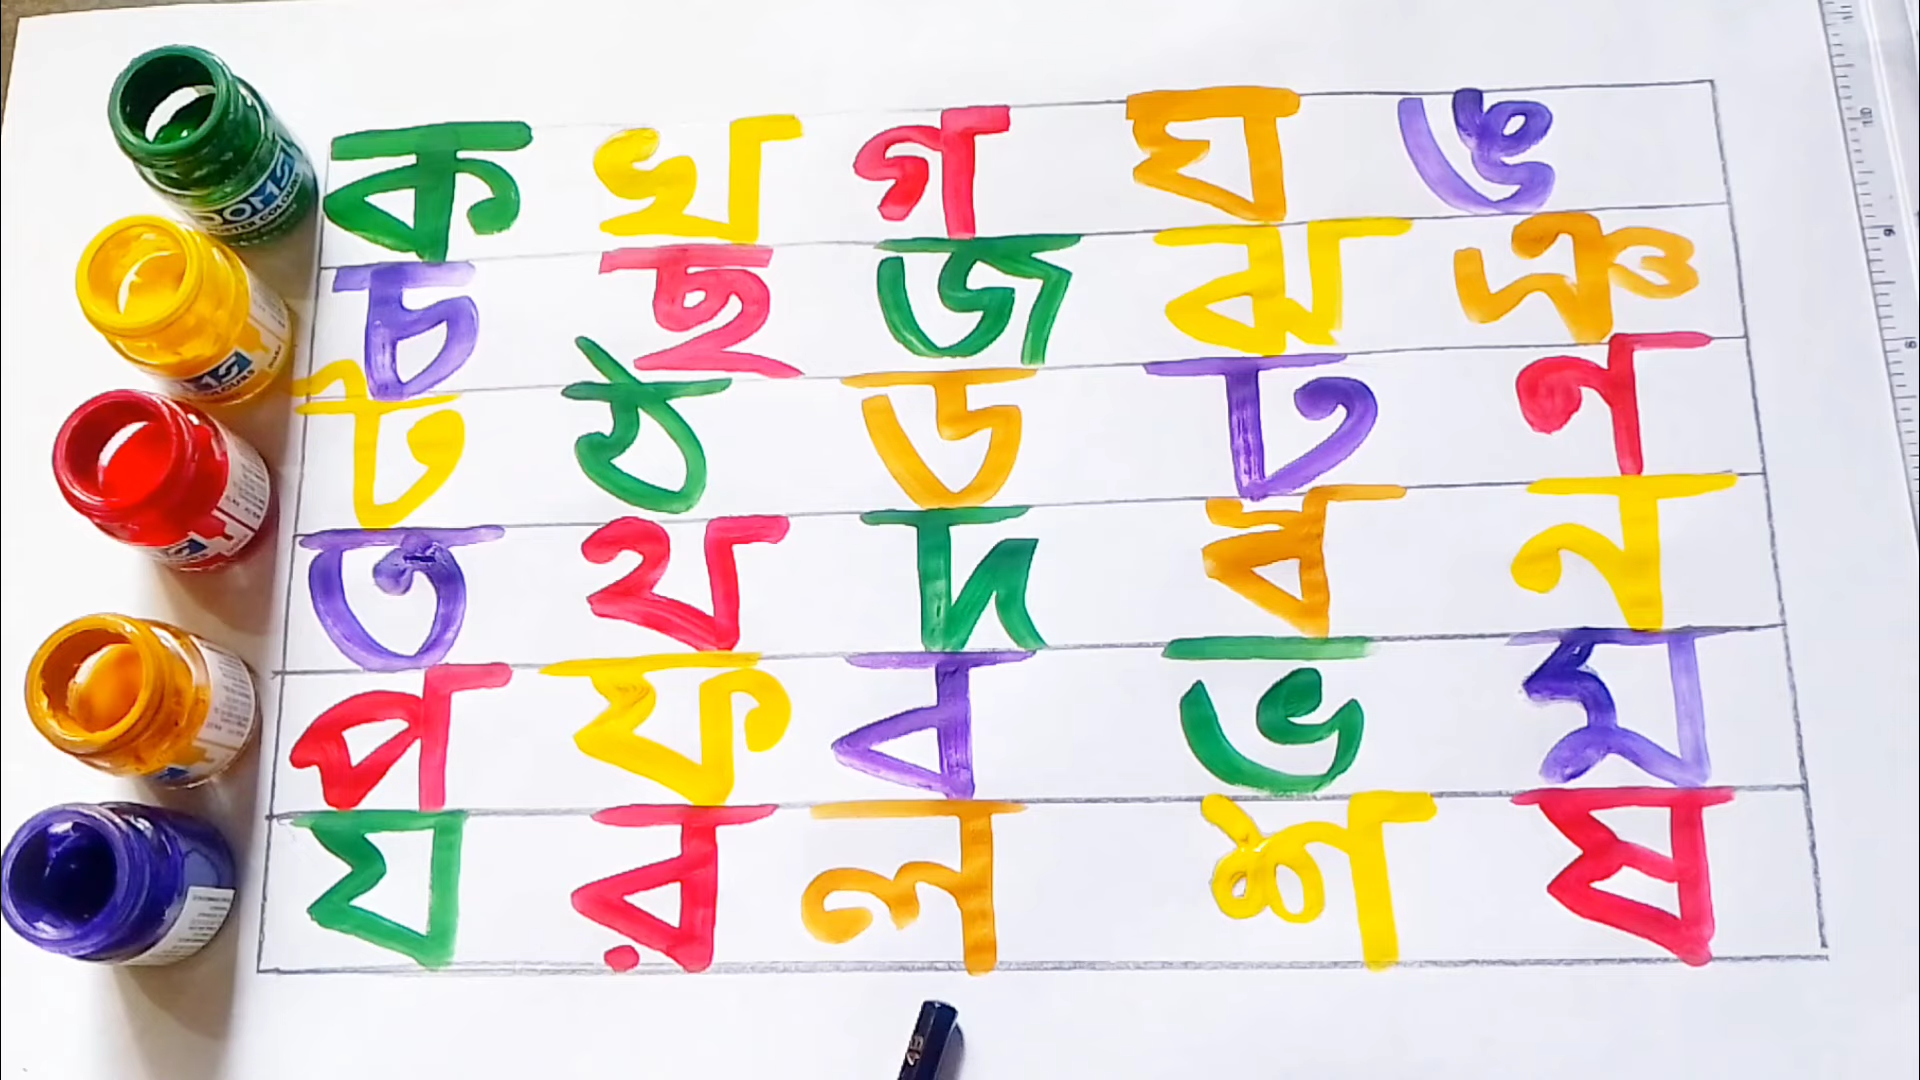 ক খ গ ঘ ঙ
চ ছ জ ঝ ঞ
ট ঠ ড ঢ ণ
ত থ দ ধ ন
প ফ ব ভ ম
য র ল শ ষ